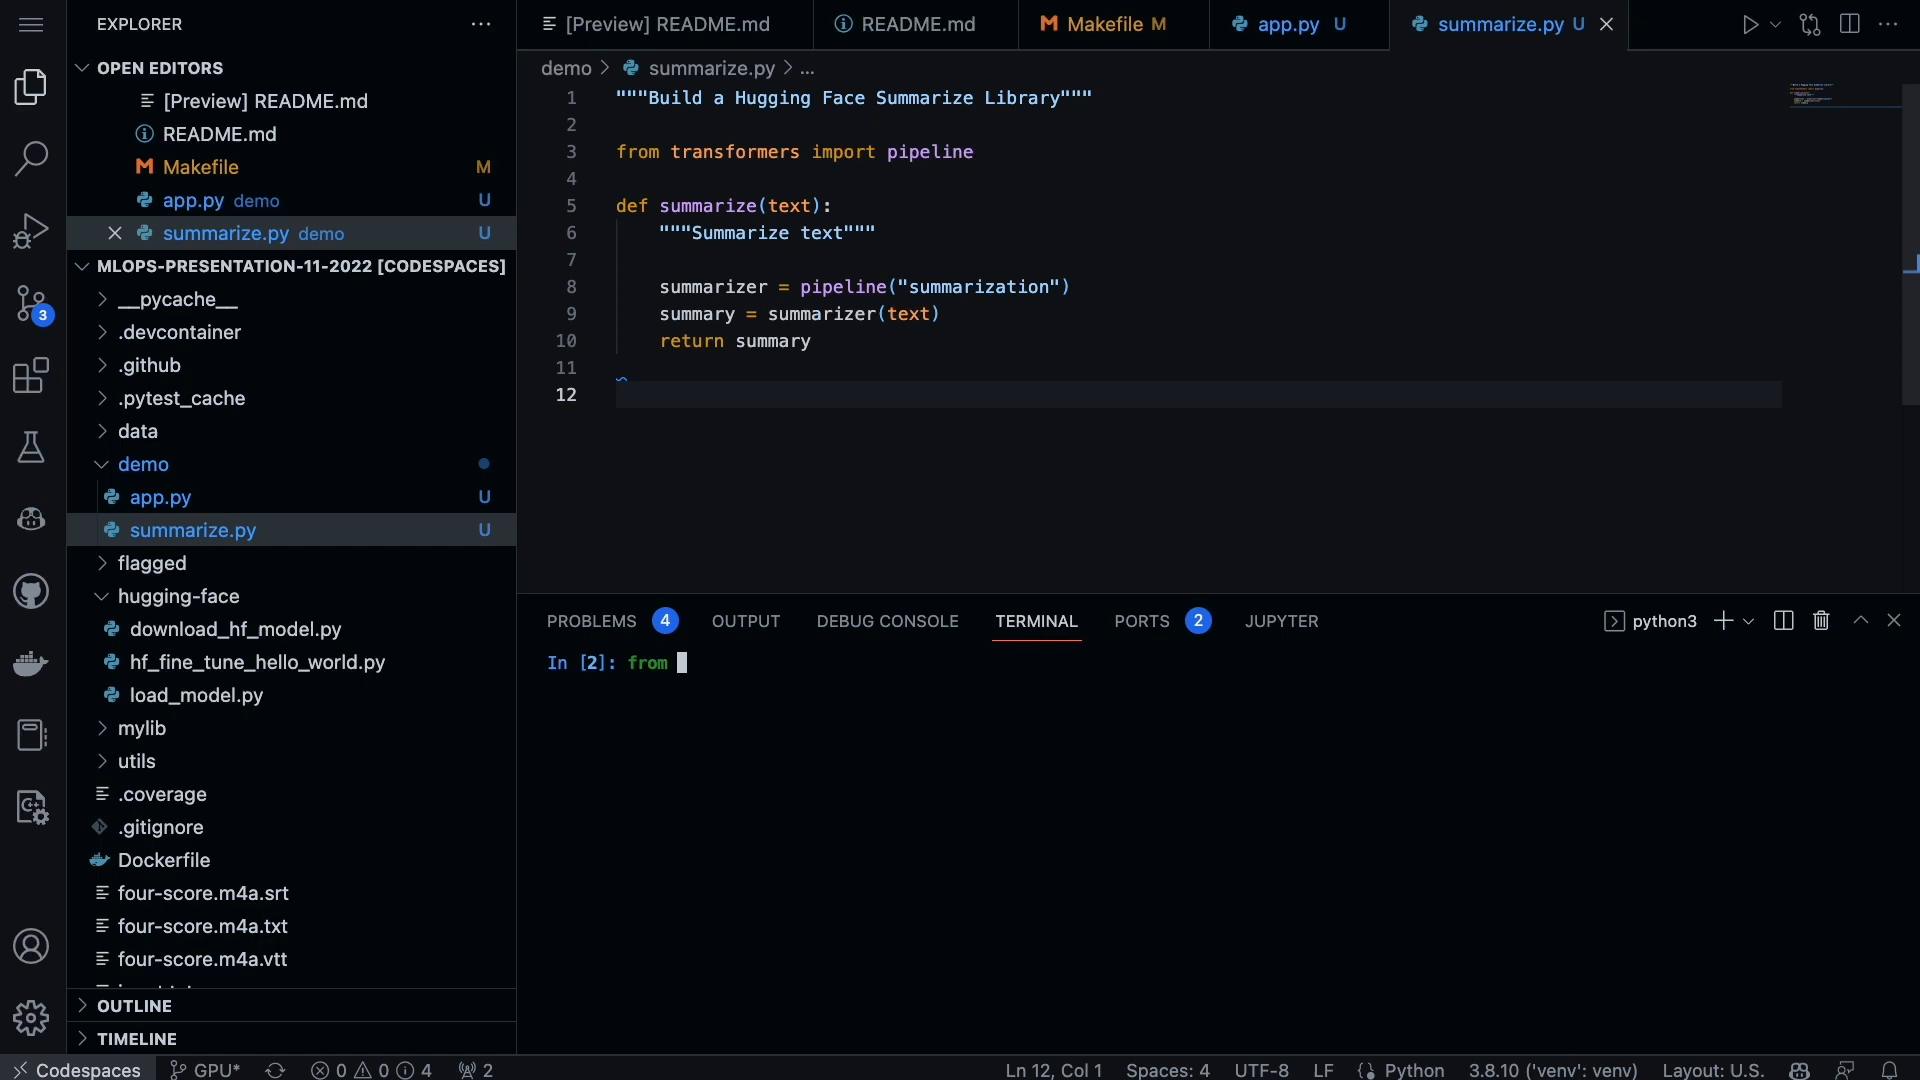 EXPLORER
OPEN EDITORS
[Preview] README.md
README.md
Makefile M
app.py demo U
summarize.py demo U
MLOPS-PRESENTATION-11-2022 [CODESPACES]
__pycache__
.devcontainer
.github
.pytest_cache
data
demo
app.py U
summarize.py U
flagged
hugging-face
download_hf_model.py
hf_fine_tune_hello_world.py
load_model.py
mylib
utils
.coverage
.gitignore
Dockerfile
four-score.m4a.srt
four-score.m4a.txt
four-score.m4a.vtt
OUTLINE
TIMELINE
3
[Preview] README.md README.md Makefile M app.py U summarize.py U
demo > summarize.py > ...
1 """Build a Hugging Face Summarize Library"""
2
3 from transformers import pipeline
4
5 def summarize(text):
6 """Summarize text"""
7
8 summarizer = pipeline("summarization")
9 summary = summarizer(text)
10 return summary
11
12
PROBLEMS 4 OUTPUT DEBUG CONSOLE TERMINAL PORTS 2 JUPYTER python3
In [2]: from
Codespaces GPU* 0 0 4 2 Ln 12, Col 1 Spaces: 4 UTF-8 LF Python 3.8.10 ('venv': venv) Layout: U.S.